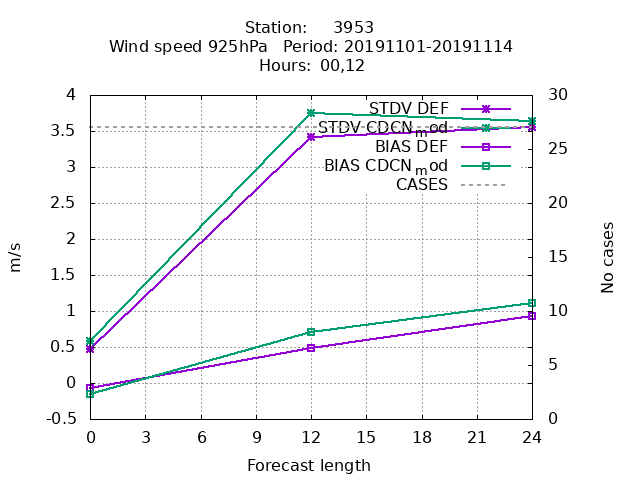 Station: 3953
Wind speed 925hPa Period: 20191101-20191114
Hours: 00,12
4
3.5
3
2.5
2
1.5
1
0.5
0
-0.5
m/s
STDV DEF
STDV CDCNmod
BIAS DEF
BIAS CDCNmod
CASES
30
25
20
15
10
5
0
No cases
0 3 6 9 12 15 18 21 24
Forecast length